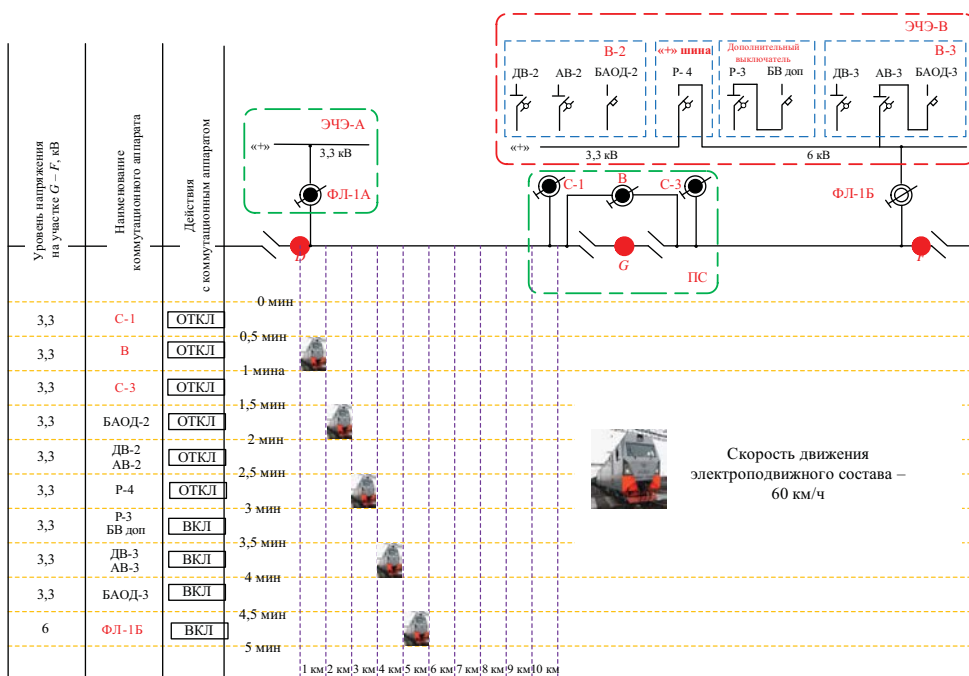 ЭЧЭ-В
В-2
«+» шина
Дополнительный
выключатель
В-3
ДВ-2
АВ-2
БАОД-2
Р- 4
Р-3
БВ доп
ДВ-3
АВ-3
БАОД-3
«+»
3,3 кВ
6 кВ
ЭЧЭ-А
«+»
3,3 кВ
ФЛ-1А
С-1
В
С-3
ФЛ-1Б
D
G
F
ПС
Уровень напряжения
на участке G – F, кВ
Наименование
коммутационного аппарата
Действия
с коммутационным аппаратом
0 мин
3,3
С-1
ОТКЛ
0,5 мин
3,3
В
ОТКЛ
1 мина
3,3
С-3
ОТКЛ
1,5 мин
3,3
БАОД-2
ОТКЛ
2 мин
3,3
ДВ-2
АВ-2
ОТКЛ
2,5 мин
3,3
Р-4
ОТКЛ
3 мин
3,3
Р-3
БВ доп
ВКЛ
3,5 мин
3,3
ДВ-3
АВ-3
ВКЛ
4 мин
3,3
БАОД-3
ВКЛ
4,5 мин
6
ФЛ-1Б
ВКЛ
5 мин
Скорость движения
электроподвижного состава –
60 км/ч
1 км 2 км 3 км 4 км 5 км 6 км 7 км 8 км 9 км 10 км